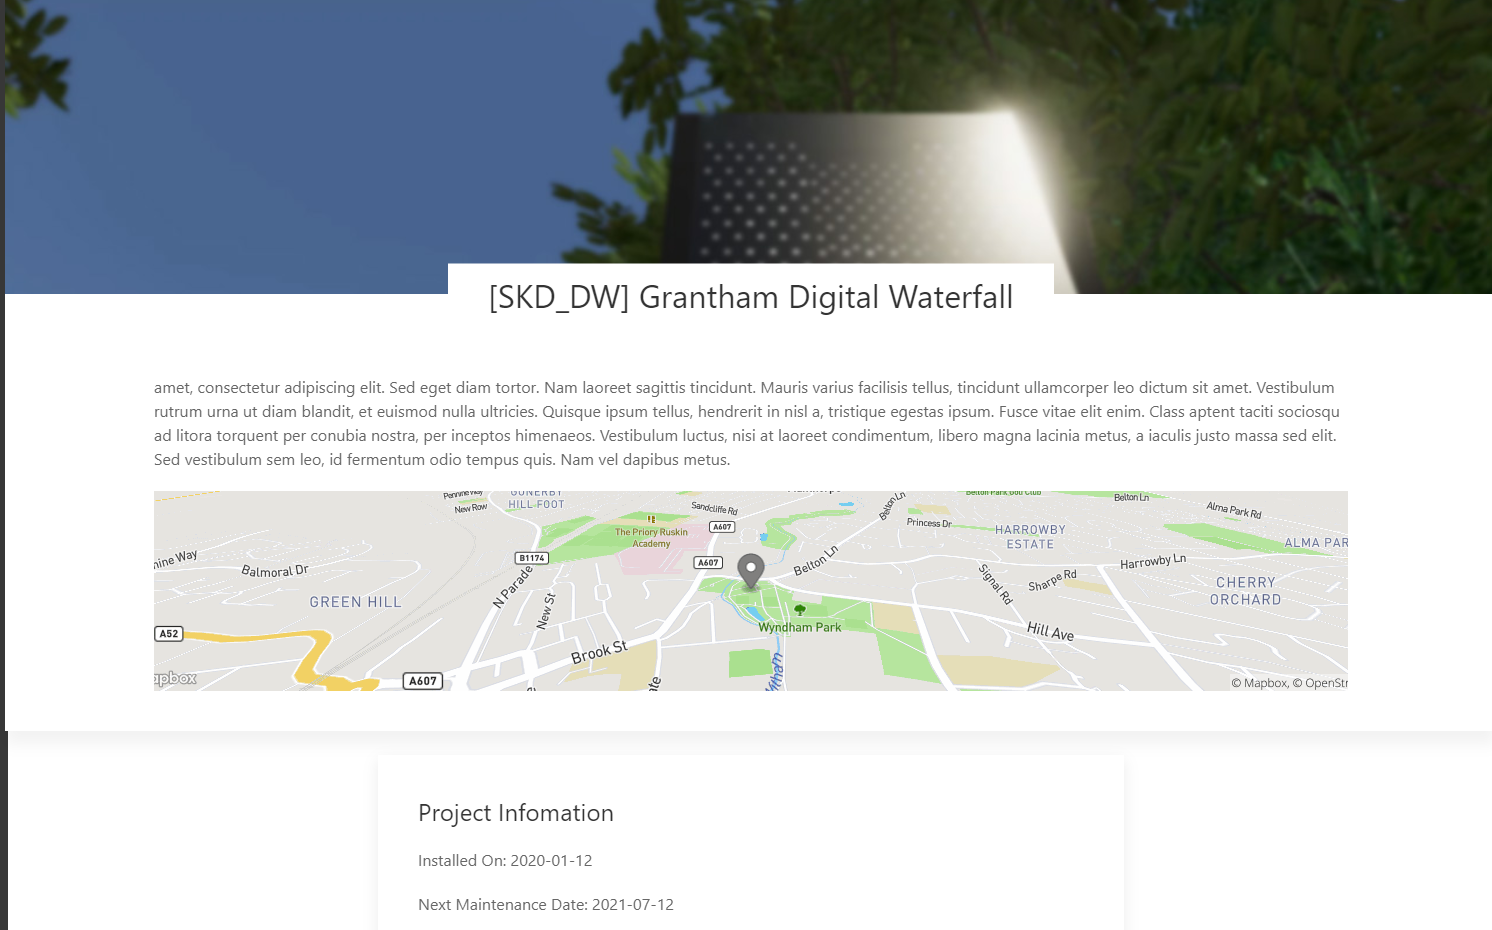 [SKD_DW] Grantham Digital Waterfall
amet, consectetur adipiscing elit. Sed eget diam tortor. Nam laoreet sagittis tincidunt. Mauris varius facilisis tellus, tincidunt ullamcorper leo dictum sit amet. Vestibulum
rutrum urna ut diam blandit, et euismod nulla ultricies. Quisque ipsum tellus, hendrerit in nisl a, tristique egestas ipsum. Fusce vitae elit enim. Class aptent taciti sociosqu
ad litora torquent per conubia nostra, per inceptos himenaeos. Vestibulum luctus, nisi at laoreet condimentum, libero magna lacinia metus, a iaculis justo massa sed elit.
Sed vestibulum sem leo, id fermentum odio tempus quis. Nam vel dapibus metus.
Pennine Way
GONERBY
HILL FOOT
New Row
Sandcliffe Rd
Belton Ln
Belton Park Golf Club
Belton Ln
Alma Park Rd
The Priory Ruskin
Academy
A607
Princess Dr
HARROWBY
ESTATE
ALMA PAR
nine Way
Balmoral Dr
B1174
A607
Belton Ln
Harrowby Ln
GREEN HILL
N Parade
New St
Signal Rd
Sharpe Rd
CHERRY
ORCHARD
A52
Brook St
Wyndham Park
Hill Ave
apbox
A607
© Mapbox, © OpenStr
Project Infomation
Installed On: 2020-01-12
Next Maintenance Date: 2021-07-12